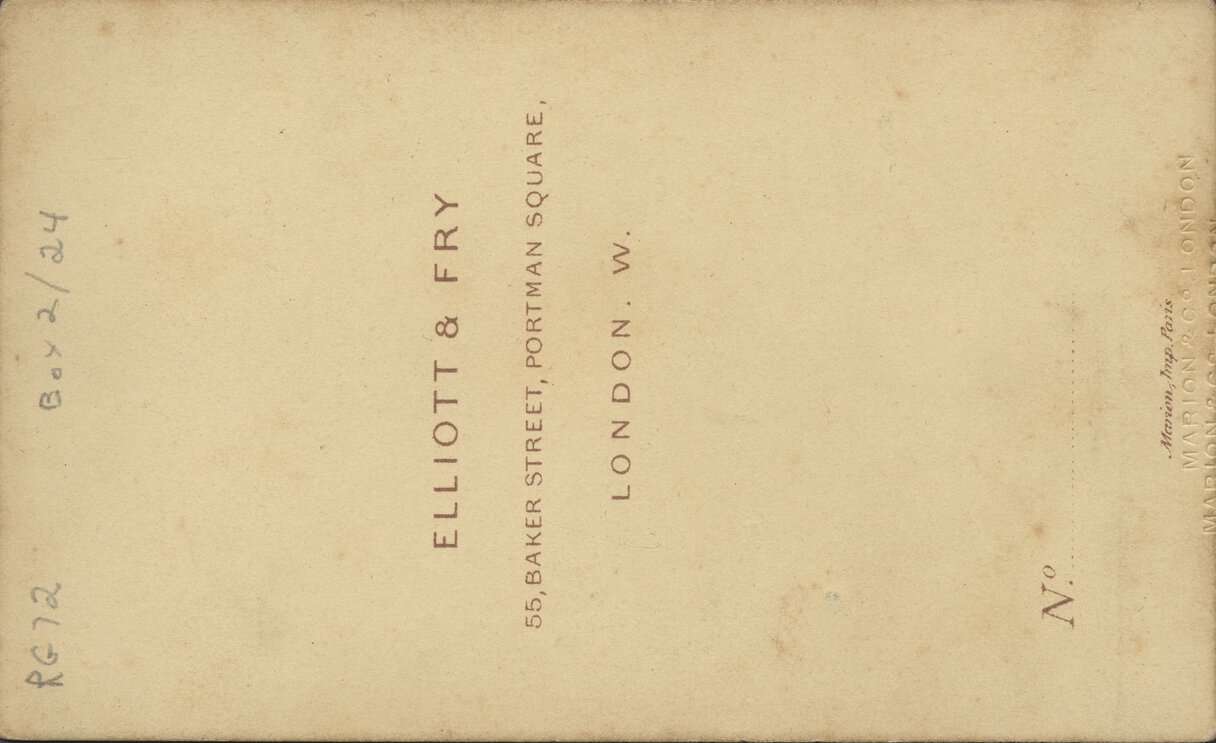 RG72 Box 2/24
ELLIOTT & FRY
55, BAKER STREET, PORTMAN SQUARE,
LONDON. W.
No.
Marion, Imp. Paris
MARION & Co. LONDON
MARION & CO. LONDON